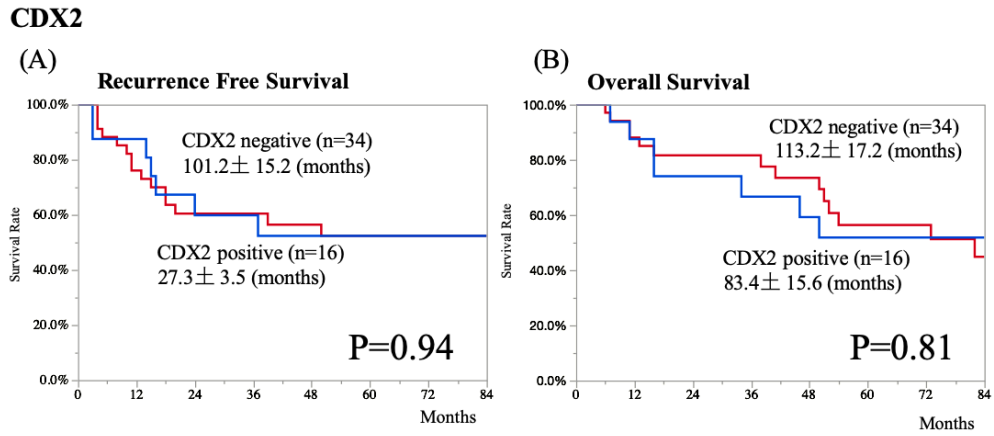 CDX2
(A)
Recurrence Free Survival
100.0%
80.0%
60.0%
40.0%
20.0%
0.0%
Survival Rate
CDX2 negative (n=34)
101.2± 15.2 (months)
CDX2 positive (n=16)
27.3± 3.5 (months)
P=0.94
0 12 24 36 48 60 72 84
Months
(B)
Overall Survival
100.0%
80.0%
60.0%
40.0%
20.0%
0.0%
Survival Rate
CDX2 negative (n=34)
113.2± 17.2 (months)
CDX2 positive (n=16)
83.4± 15.6 (months)
P=0.81
0 12 24 36 48 60 72 84
Months